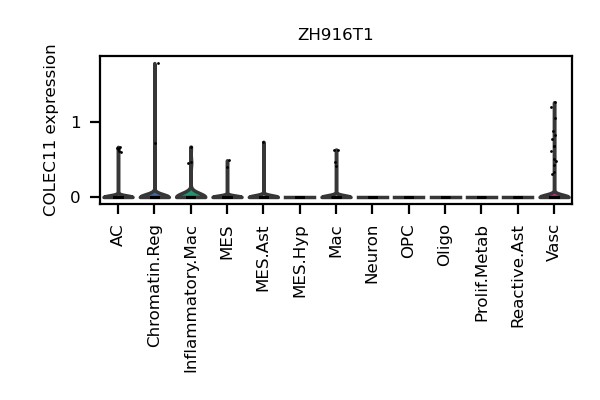 ZH916T1
COLEC11 expression
1
0
AC
Chromatin.Reg
Inflammatory.Mac
MES
MES.Ast
MES.Hyp
Mac
Neuron
OPC
Oligo
Prolif.Metab
Reactive.Ast
Vasc